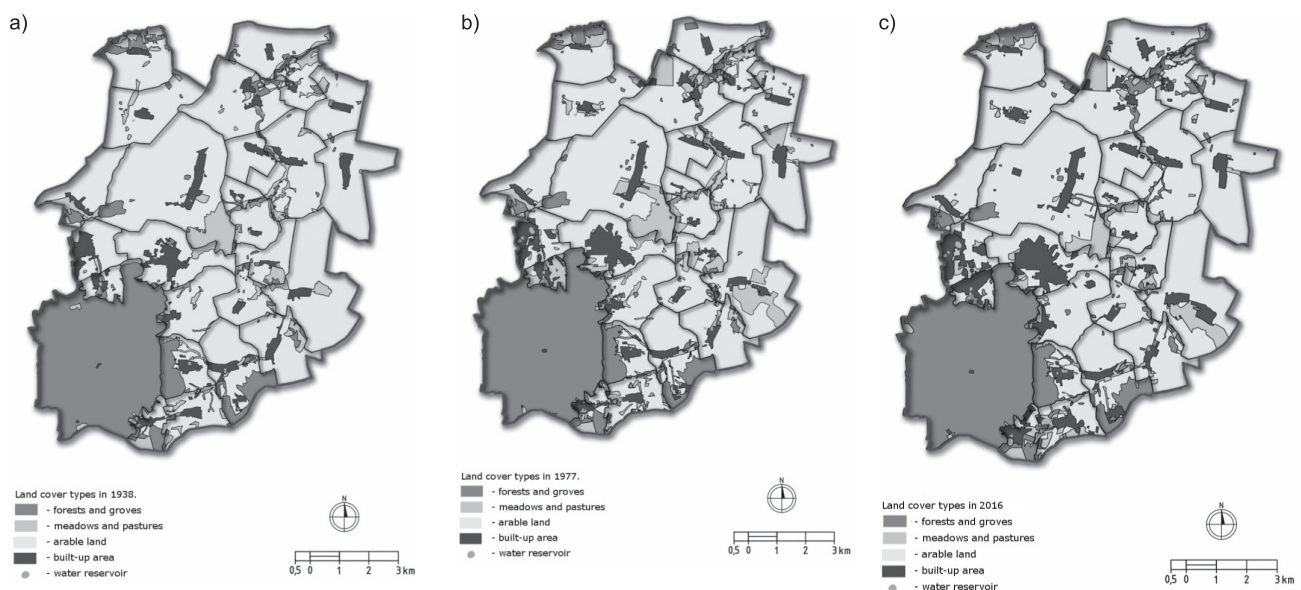 a)
b)
c)
Land cover types in 1938.
- forests and groves
- meadows and pastures
- arable land
- built-up area
- water reservoir
N
0,5 0 1 2 3 km
Land cover types in 1977.
- forests and groves
- meadows and pastures
- arable land
- built-up area
- water reservoir
N
0,5 0 1 2 3 km
Land cover types in 2016
- forests and groves
- meadows and pastures
- arable land
- built-up area
- water reservoir
N
0,5 0 1 2 3 km